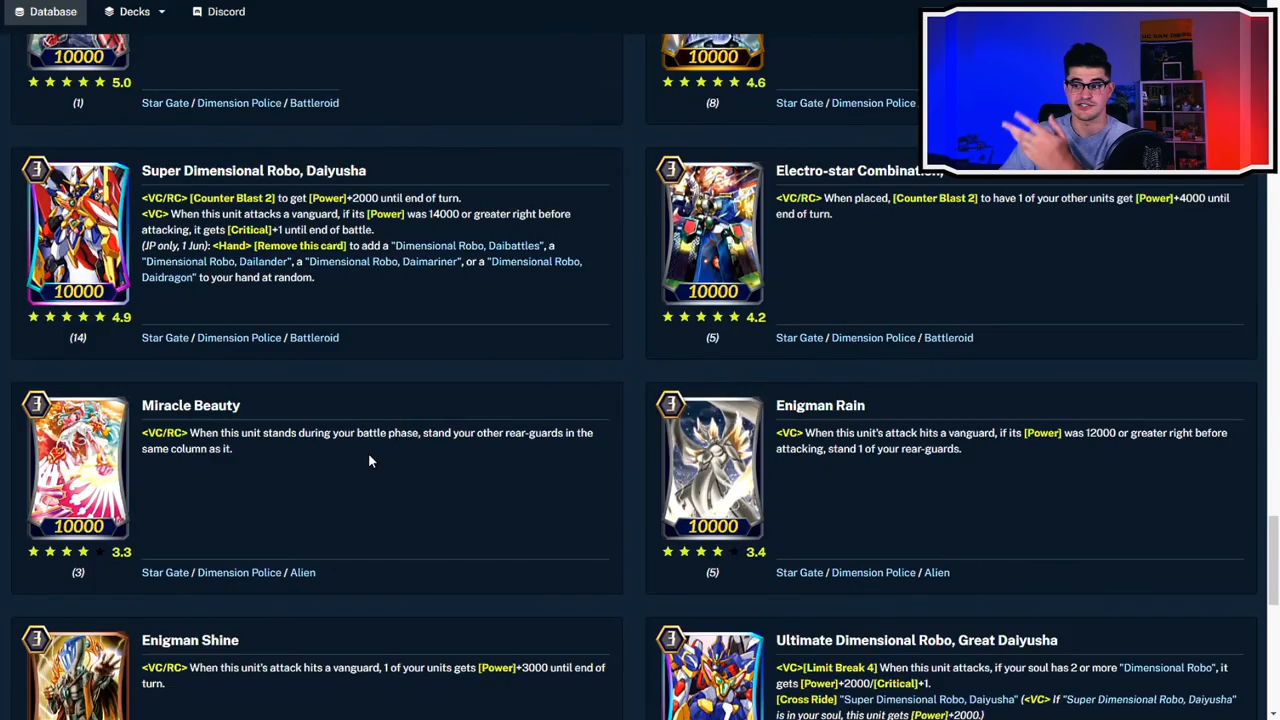 Database Decks Discord
10000
5.0
(1)
Star Gate / Dimension Police / Battleroid
10000
4.6
(8)
Star Gate / Dimension Police /
3
Super Dimensional Robo, Daiyusha
<VC/RC> [Counter Blast 2] to get [Power]+2000 until end of turn.
<VC> When this unit attacks a vanguard, if its [Power] was 14000 or greater right before
attacking, it gets [Critical]+1 until end of battle.
(JP only, 1 Jun): <Hand> [Remove this card] to add a "Dimensional Robo, Daibattles", a
"Dimensional Robo, Dailander", a "Dimensional Robo, Daimariner", or a "Dimensional Robo,
Daidragon" to your hand at random.
10000
4.9
(14)
Star Gate / Dimension Police / Battleroid
3
Electro-star Combination,
<VC/RC> When placed, [Counter Blast 2] to have 1 of your other units get [Power]+4000 until
end of turn.
10000
4.2
(5)
Star Gate / Dimension Police / Battleroid
3
Miracle Beauty
<VC/RC> When this unit stands during your battle phase, stand your other rear-guards in the
same column as it.
10000
3.3
(3)
Star Gate / Dimension Police / Alien
3
Enigman Rain
<VC> When this unit's attack hits a vanguard, if its [Power] was 12000 or greater right before
attacking, stand 1 of your rear-guards.
10000
3.4
(5)
Star Gate / Dimension Police / Alien
3
Enigman Shine
<VC/RC> When this unit's attack hits a vanguard, 1 of your units gets [Power]+3000 until end of
turn.
3
Ultimate Dimensional Robo, Great Daiyusha
<VC>[Limit Break 4] When this unit attacks, if your soul has 2 or more "Dimensional Robo", it
gets [Power]+2000/[Critical]+1.
[Cross Ride] "Super Dimensional Robo, Daiyusha" (<VC> If "Super Dimensional Robo, Daiyusha"
is in your soul, this unit gets [Power]+2000.)